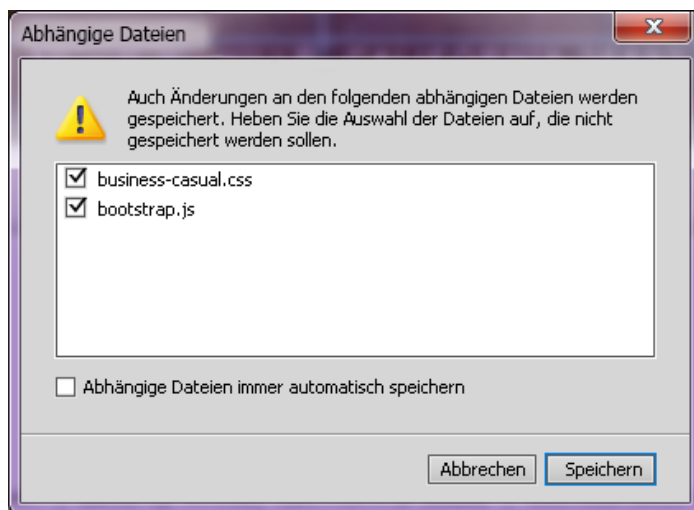 Abhängige Dateien
Auch Änderungen an den folgenden abhängigen Dateien werden
gespeichert. Heben Sie die Auswahl der Dateien auf, die nicht
gespeichert werden sollen.
business-casual.css
bootstrap.js
Abhängige Dateien immer automatisch speichern
Abbrechen Speichern